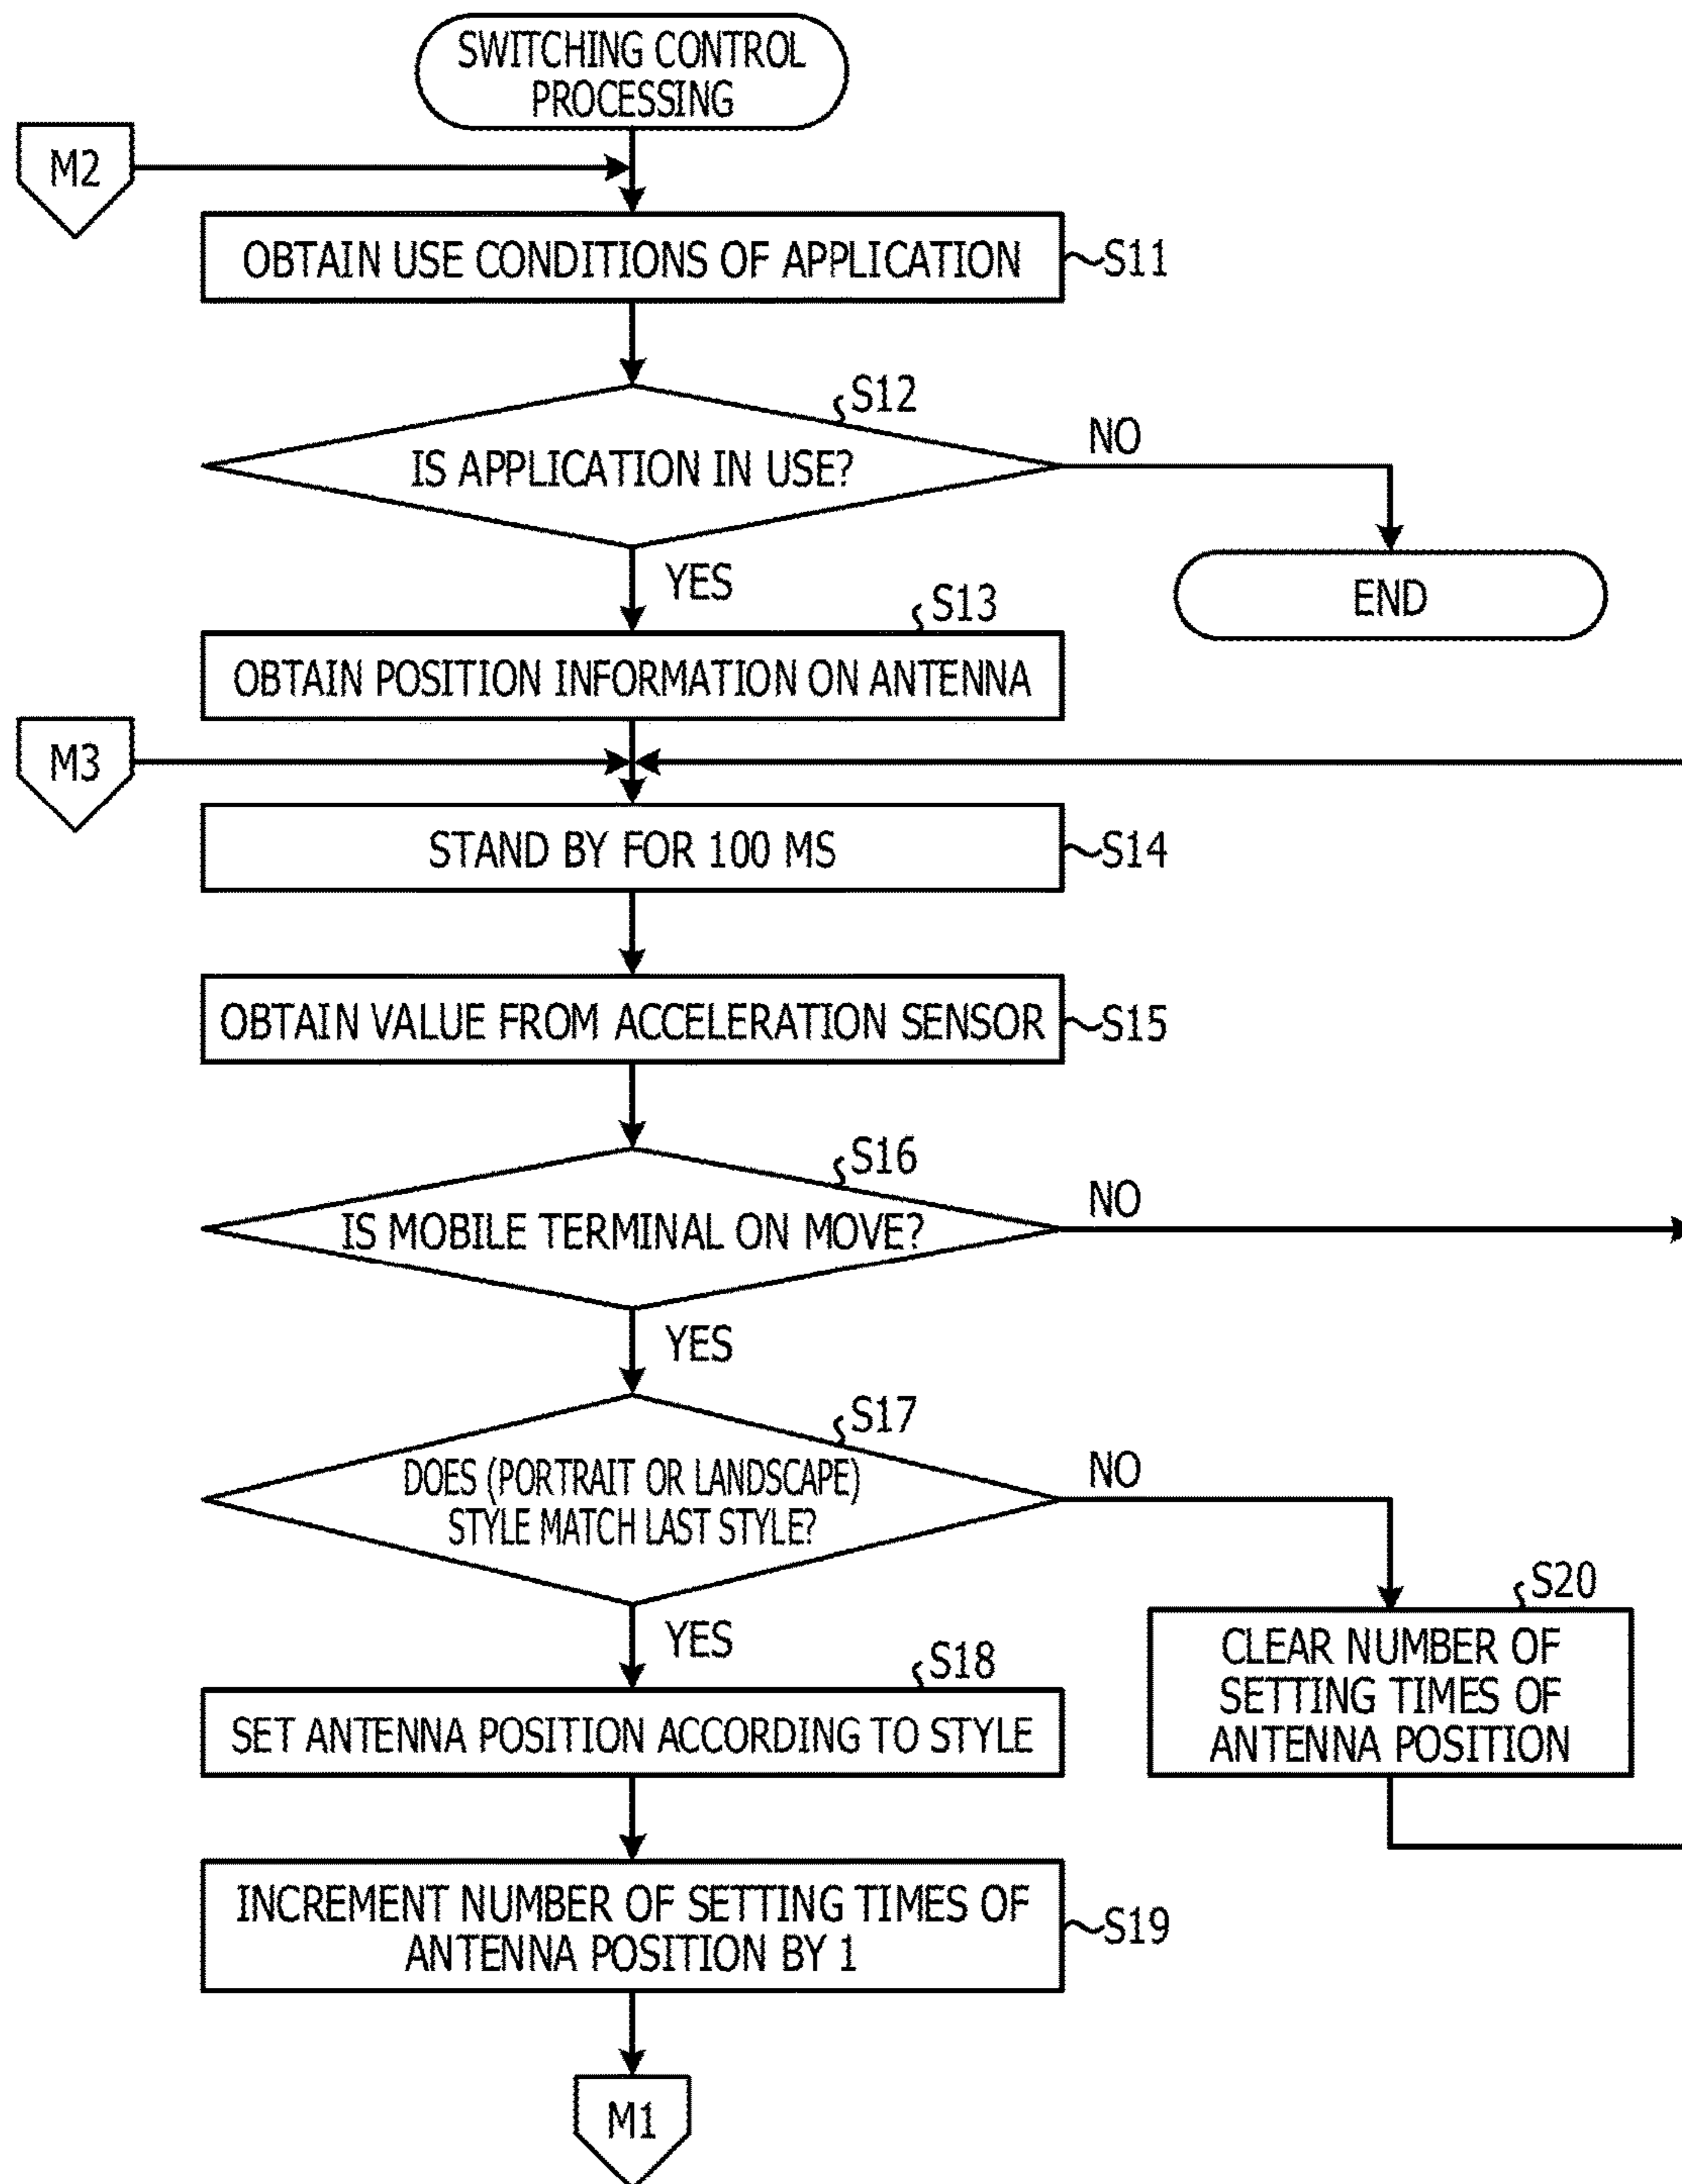 SWITCHING CONTROL
PROCESSING
M2
OBTAIN USE CONDITIONS OF APPLICATION
S11
S12
IS APPLICATION IN USE?
NO
YES
END
S13
OBTAIN POSITION INFORMATION ON ANTENNA
M3
STAND BY FOR 100 MS
S14
OBTAIN VALUE FROM ACCELERATION SENSOR
S15
S16
IS MOBILE TERMINAL ON MOVE?
NO
YES
S17
DOES (PORTRAIT OR LANDSCAPE)
STYLE MATCH LAST STYLE?
NO
YES
S20
CLEAR NUMBER OF
SETTING TIMES OF
ANTENNA POSITION
S18
SET ANTENNA POSITION ACCORDING TO STYLE
INCREMENT NUMBER OF SETTING TIMES OF
ANTENNA POSITION BY 1
S19
M1